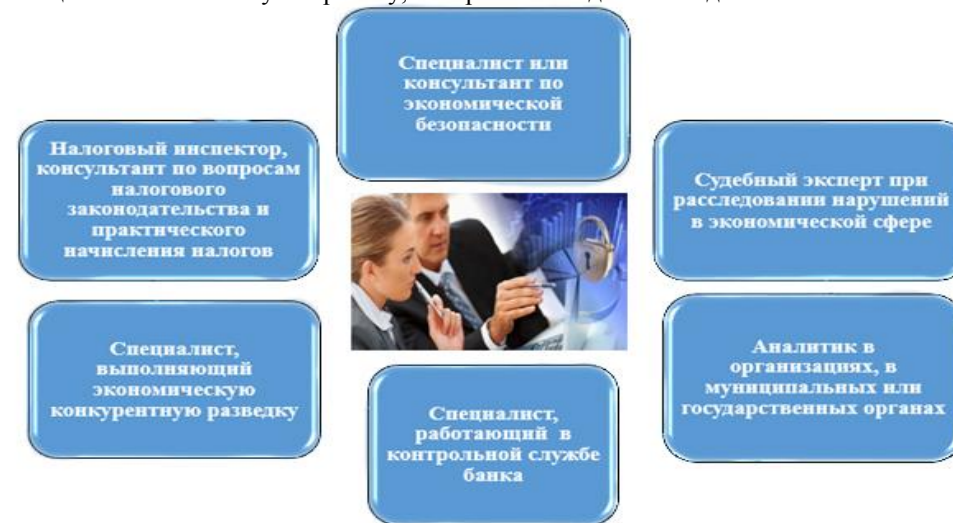 Специалист или
консультант по
экономической
безопасности
Налоговый инспектор,
консультант по вопросам
налогового
законодательства и
практического
начисления налогов
Судебный эксперт при
расследовании нарушений
в экономической сфере
Специалист,
выполняющий
экономическую
конкурентную разведку
Аналитик в
организациях, в
муниципальных или
государственных органах
Специалист,
работающий в
контрольной службе
банка